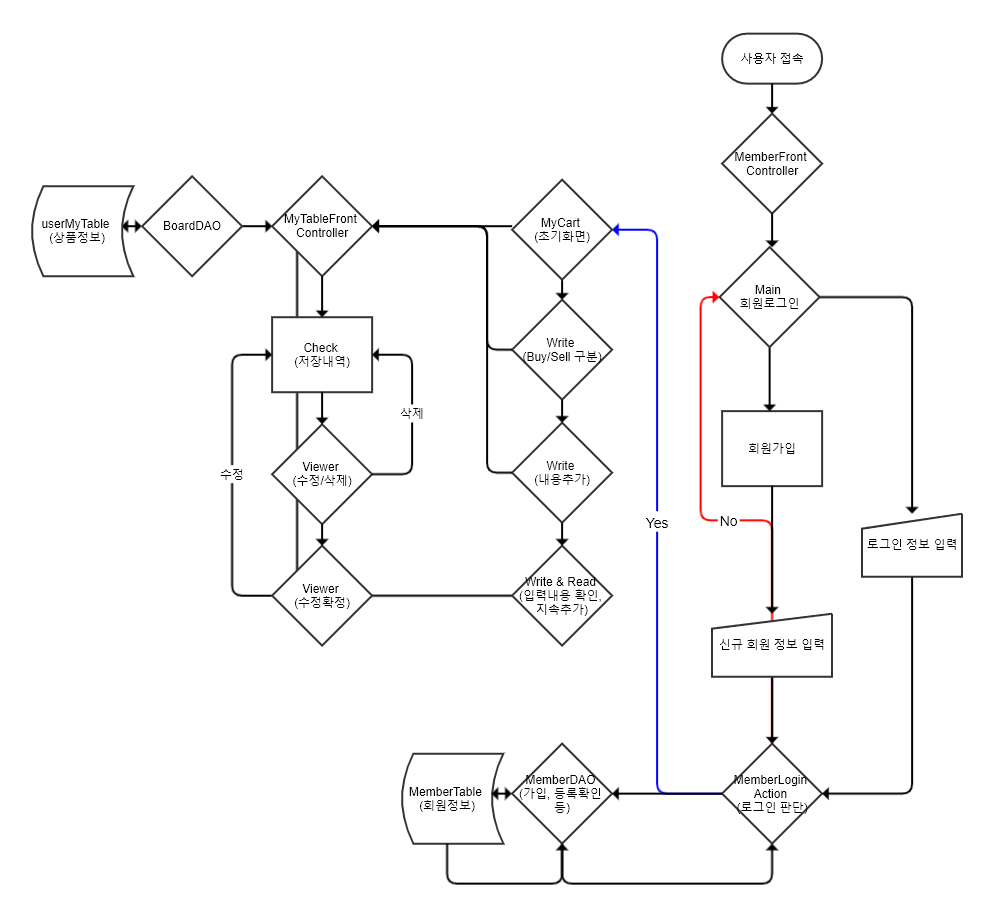 사용자 접속
MemberFront
Controller
userMyTable
(상품정보)
BoardDAO
MyTableFront
Controller
MyCart
(초기화면)
Main
회원로그인
Check
(저장내역)
Write
(Buy/Sell 구분)
삭제
회원가입
수정
Viewer
(수정/삭제)
Write
(내용추가)
Yes
No
로그인 정보 입력
Viewer
(수정확정)
Write & Read
(입력내용 확인,
지속추가)
신규 회원 정보 입력
MemberTable
(회원정보)
MemberDAO
(가입, 등록확인
등)
MemberLogin
Action
(로그인 판단)